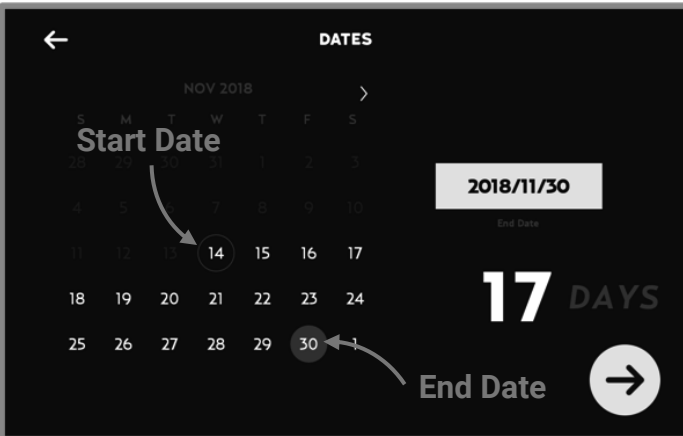 DATES
NOV 2018
S M T W T F S
Start Date
28 29 30 31 1 2 3
4 5 6 7 8 9 10
11 12 13 14 15 16 17
18 19 20 21 22 23 24
25 26 27 28 29 30 1
2018/11/30
End Date
17 DAYS
End Date